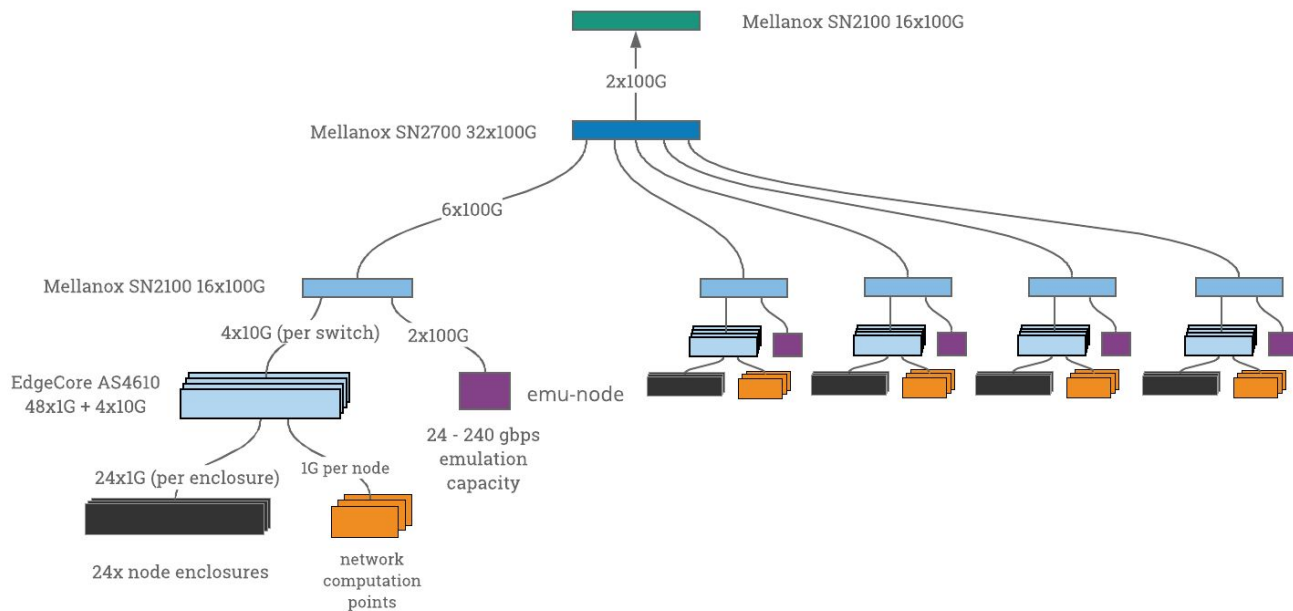 Mellanox SN2100 16x100G
2x100G
Mellanox SN2700 32x100G
6x100G
Mellanox SN2100 16x100G
4x10G (per switch)
2x100G
EdgeCore AS4610
48x1G + 4x10G
emu-node
24 - 240 gbps
emulation
capacity
24x1G (per enclosure)
1G per node
24x node enclosures
network
computation
points